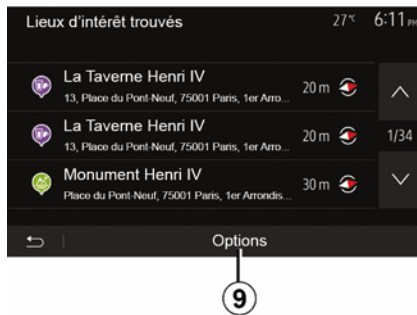 Lieux d'intérêt trouvés 27°C 6:11 PM
La Taverne Henri IV
13, Place du Pont-Neuf, 75001 Paris, 1er Arro... 20 m
La Taverne Henri IV
13, Place du Pont-Neuf, 75001 Paris, 1er Arro... 20 m 1/34
Monument Henri IV
Place du Pont-Neuf, 75001 Paris, 1er Arrondis... 30 m
Options
9